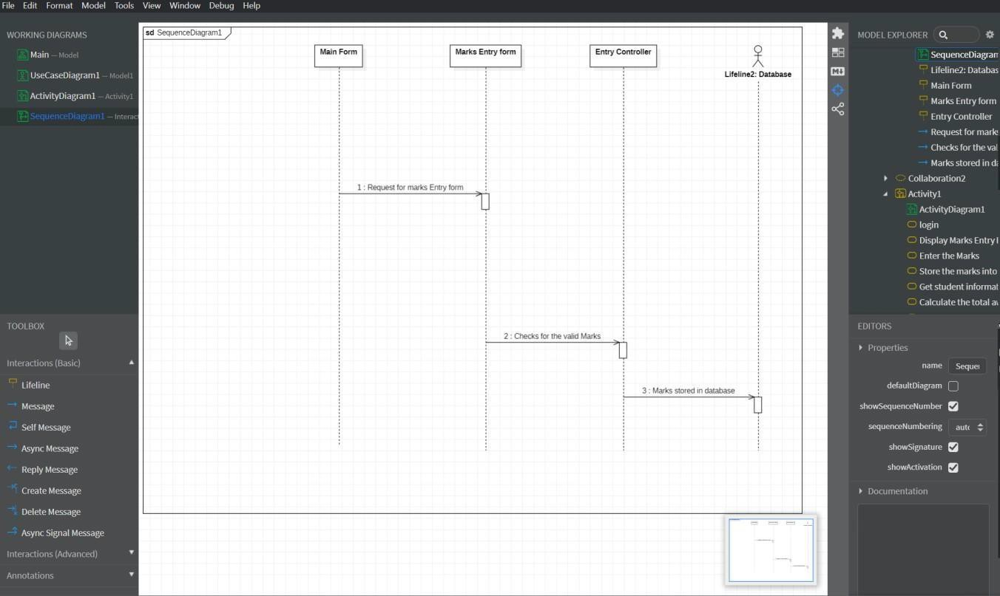 File Edit Format Model Tools View Window Debug Help
WORKING DIAGRAMS
Main — Model
UseCaseDiagram1 — Model1
ActivityDiagram1 — Activity1
SequenceDiagram1 — Interac
TOOLBOX
Interactions (Basic)
Lifeline
Message
Self Message
Async Message
Reply Message
Create Message
Delete Message
Async Signal Message
Interactions (Advanced)
Annotations
sd SequenceDiagram1
Main Form
Marks Entry form
Entry Controller
Lifeline2: Database
1 : Request for marks Entry form
2 : Checks for the valid Marks
3 : Marks stored in database
MODEL EXPLORER
SequenceDiagram
Lifeline2: Databas
Main Form
Marks Entry form
Entry Controller
Request for marks
Checks for the val
Marks stored in da
Collaboration2
Activity1
ActivityDiagram1
login
Display Marks Entry
Enter the Marks
Store the marks into
Get student informat
Calculate the total av
EDITORS
Properties
name Sequer
defaultDiagram
showSequenceNumber
sequenceNumbering auto
showSignature
showActivation
Documentation